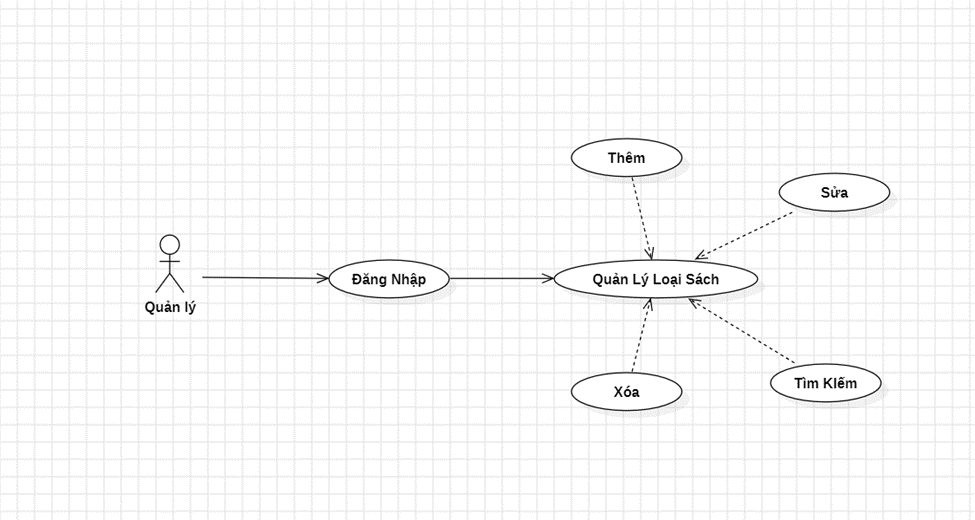 Thêm
Sửa
Đăng Nhập
Quản Lý Loại Sách
Quản lý
Xóa
Tìm KIếm